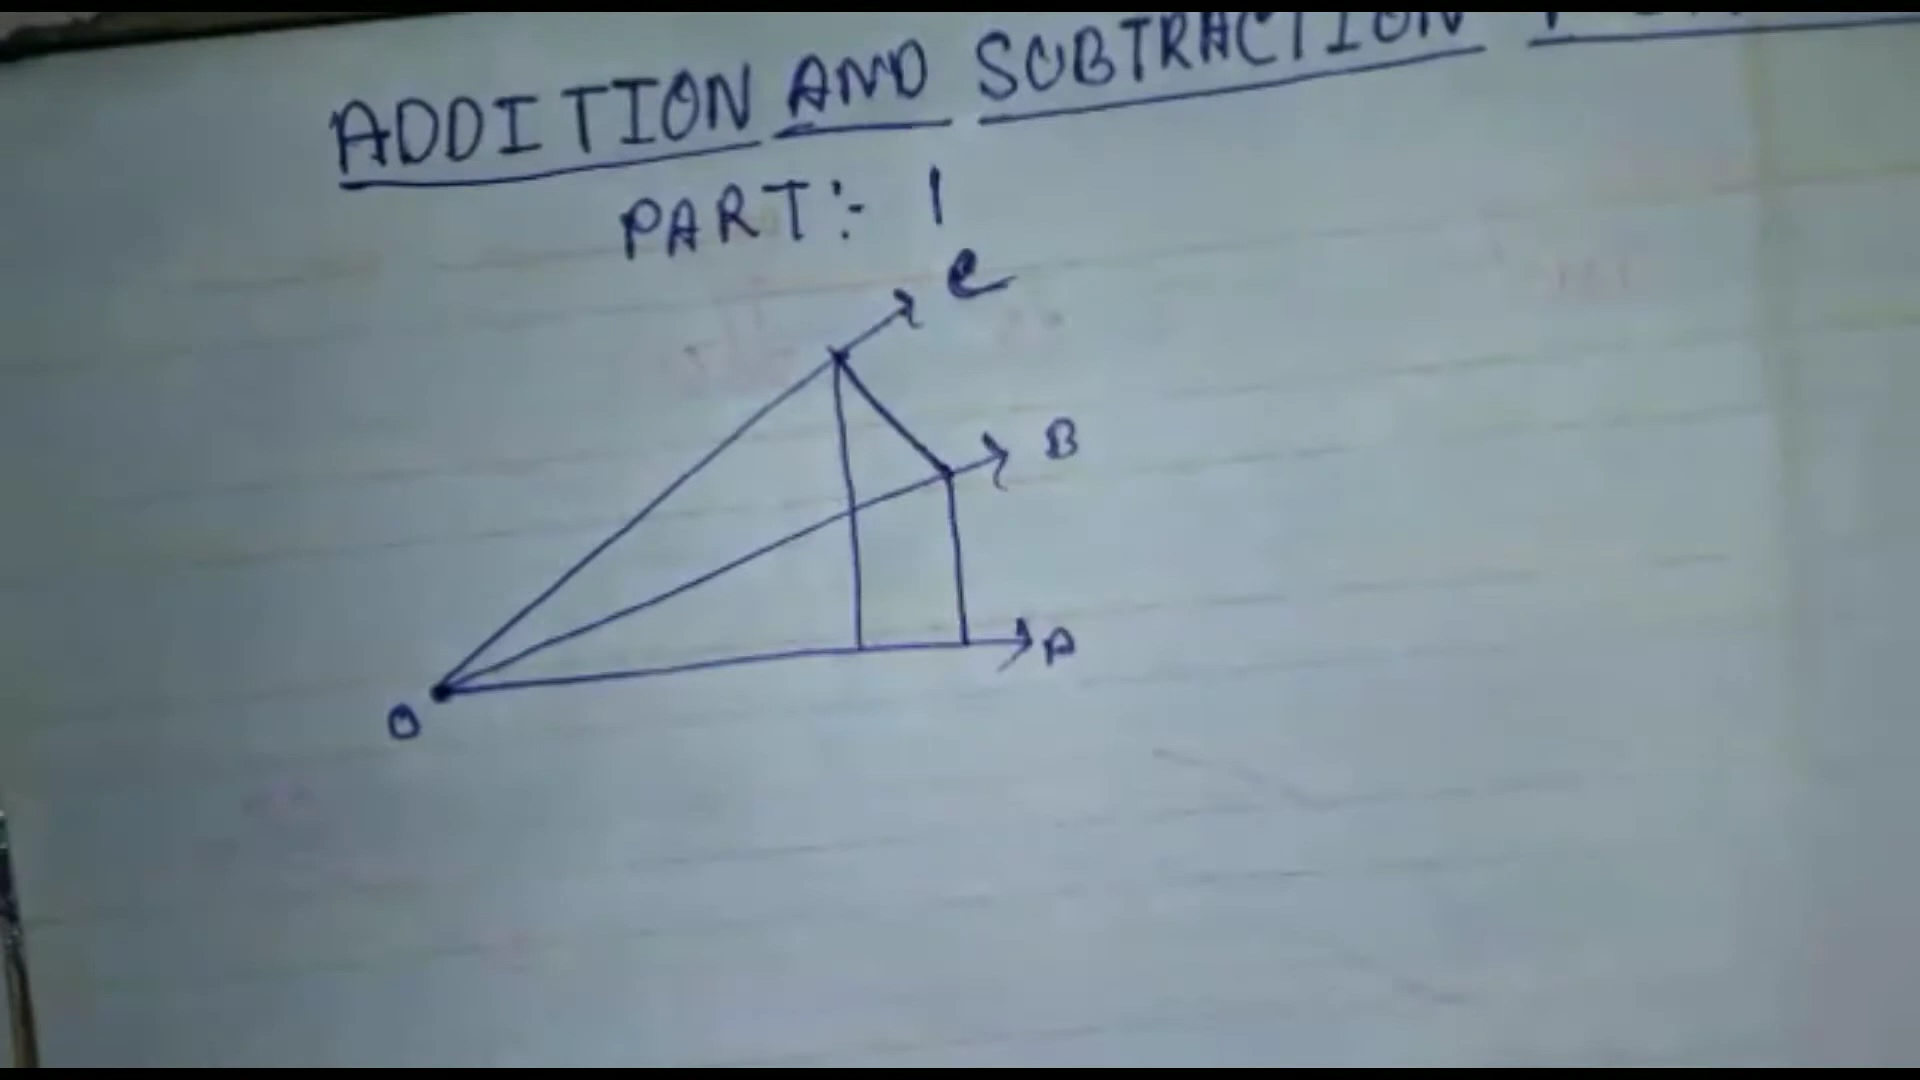 ADDITION AND SUBTRACTION
PART:- 1
C
B
A
O